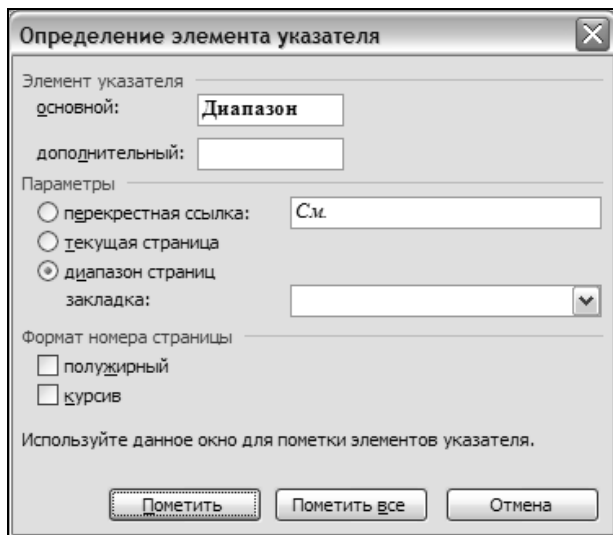 Определение элемента указателя
Элемент указателя
основной: Диапазон
дополнительный:
Параметры
перекрестная ссылка: См.
текущая страница
диапазон страниц
закладка:
Формат номера страницы
полужирный
курсив
Используйте данное окно для пометки элементов указателя.
Пометить Пометить все Отмена